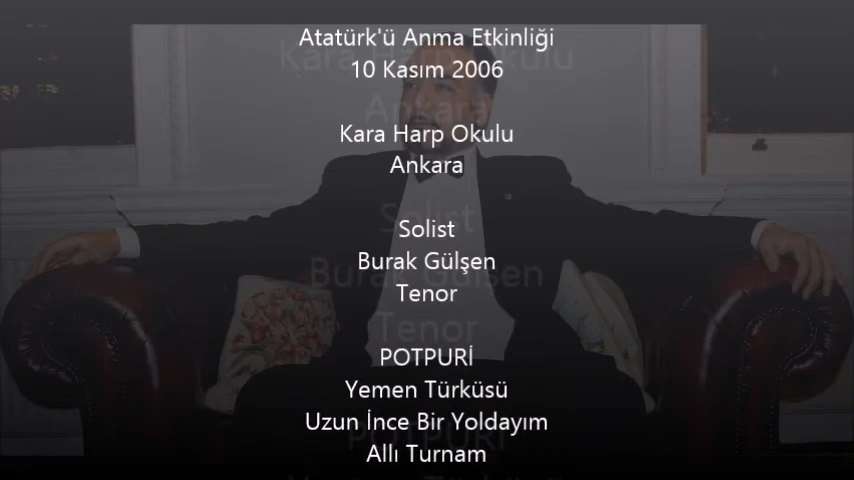 Atatürk'ü Anma Etkinliği
10 Kasım 2006
Kara Harp Okulu
Ankara
Solist
Burak Gülşen
Tenor
POTPURİ
Yemen Türküsü
Uzun İnce Bir Yoldayım
Allı Turnam